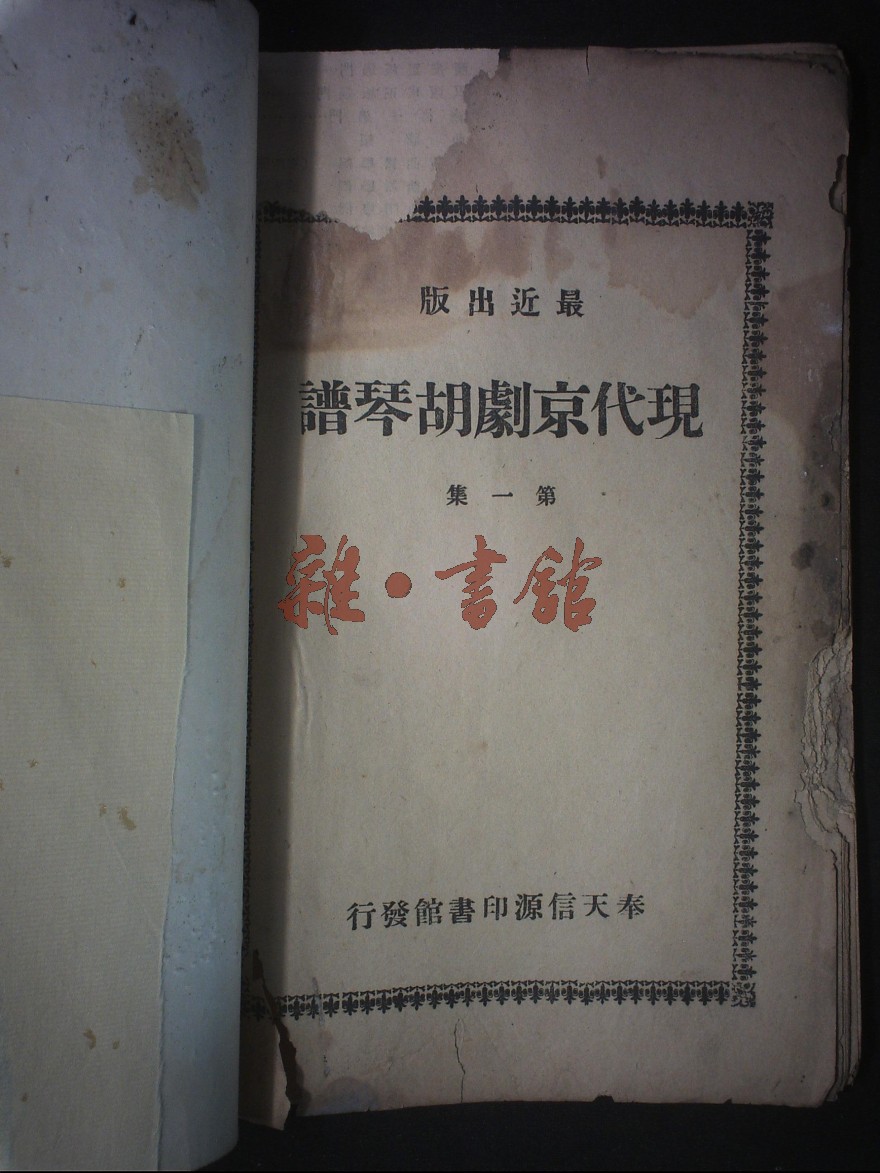 最近出版
現代京劇胡琴譜
第一集
雜·書館
奉天信源印書館發行